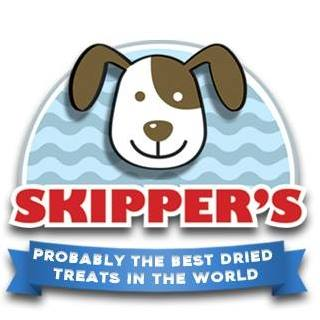 SKIPPER'S
PROBABLY THE BEST DRIED
TREATS IN THE WORLD